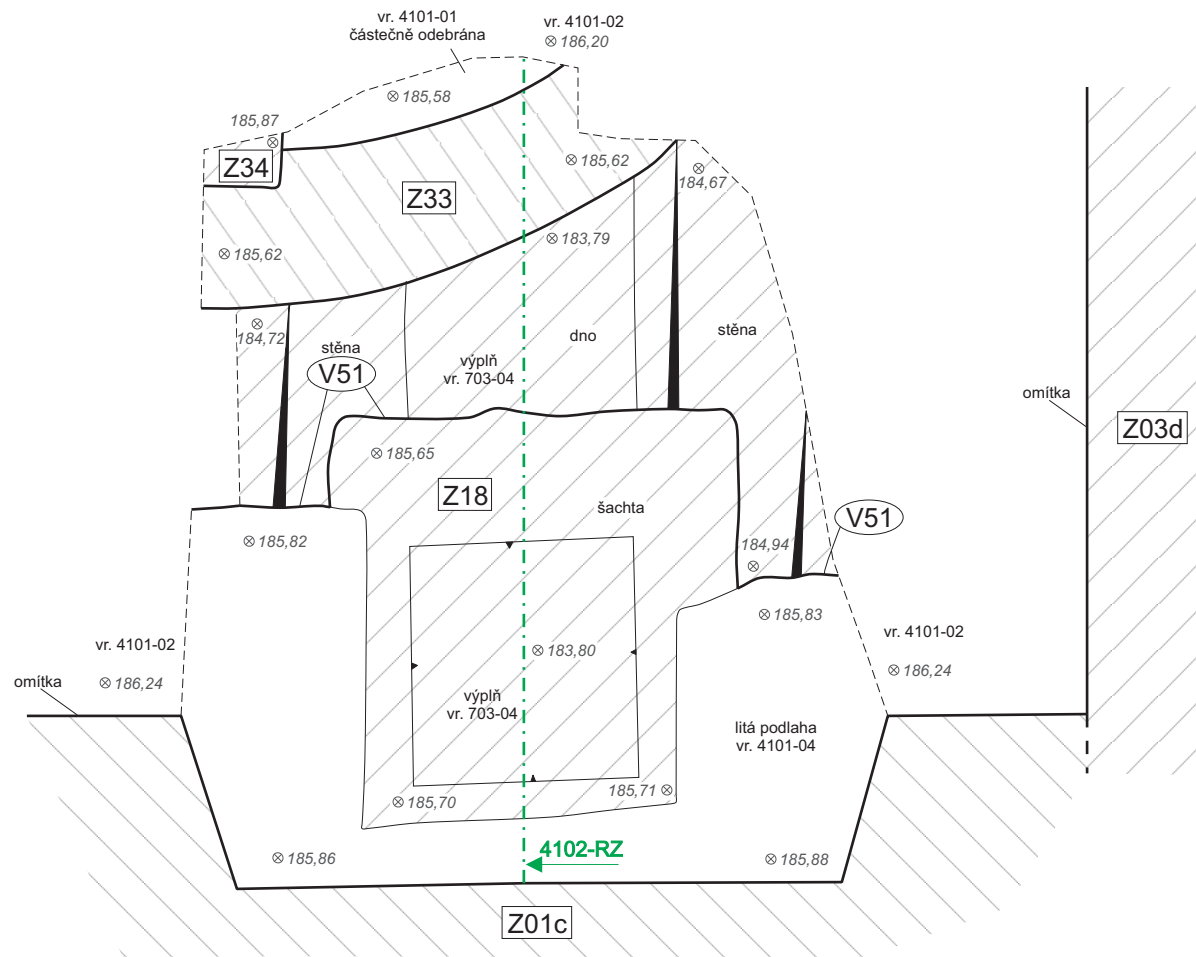 vr. 4101-01
částečně odebrána
vr. 4101-02
186,20
185,58
185,87
Z34
185,62
184,67
Z33
185,62
183,79
184,72
stěna
V51
dno
stěna
výplň
vr. 703-04
omítka
Z03d
185,65
Z18
šachta
185,82
184,94
V51
185,83
vr. 4101-02
186,24
183,80
vr. 4101-02
186,24
omítka
výplň
vr. 703-04
litá podlaha
vr. 4101-04
185,70
185,71
4102-RZ
185,86
185,88
Z01c